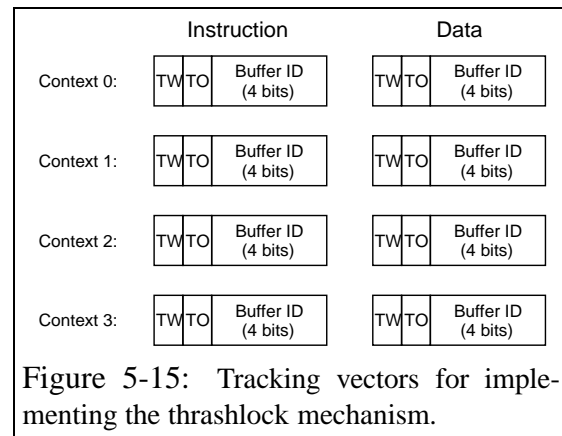 Instruction Data
Context 0: TW TO Buffer ID (4 bits) TW TO Buffer ID (4 bits)
Context 1: TW TO Buffer ID (4 bits) TW TO Buffer ID (4 bits)
Context 2: TW TO Buffer ID (4 bits) TW TO Buffer ID (4 bits)
Context 3: TW TO Buffer ID (4 bits) TW TO Buffer ID (4 bits)
Figure 5-15: Tracking vectors for imple-
menting the thrashlock mechanism.